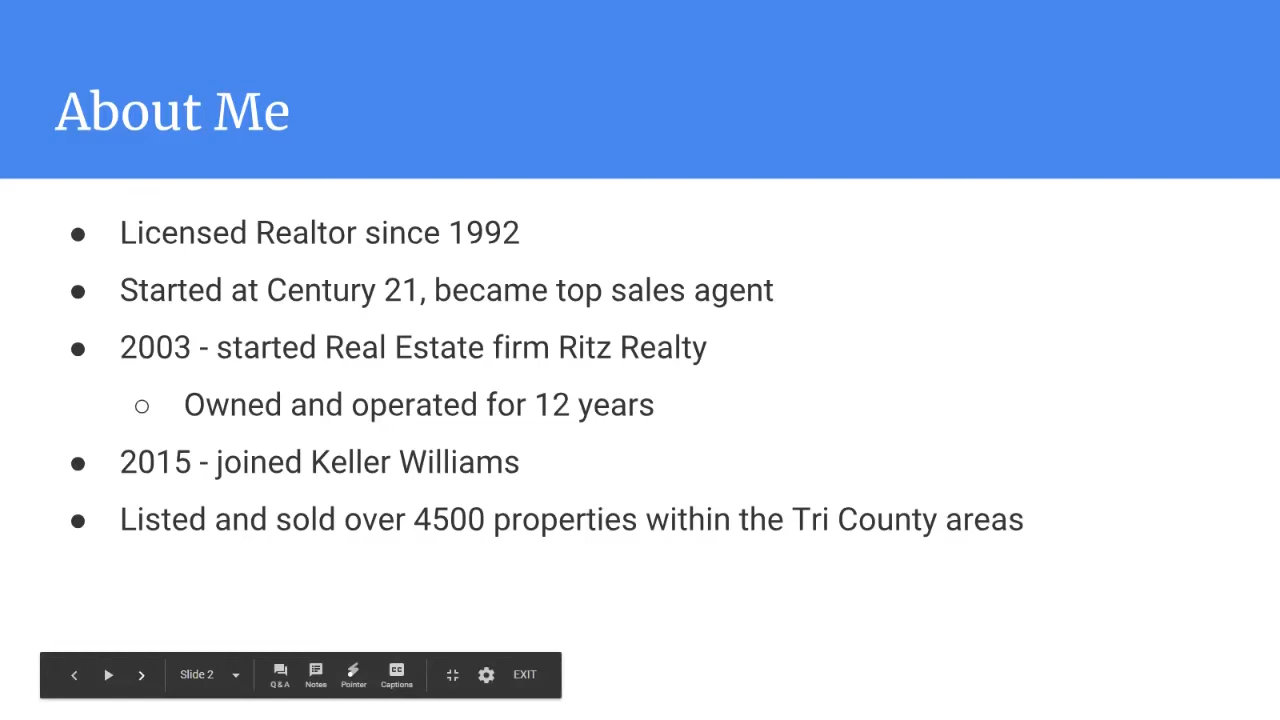 About Me
● Licensed Realtor since 1992
● Started at Century 21, became top sales agent
● 2003 - started Real Estate firm Ritz Realty
○ Owned and operated for 12 years
● 2015 - joined Keller Williams
● Listed and sold over 4500 properties within the Tri County areas
Slide 2 Q&A Notes Pointer CC Captions EXIT